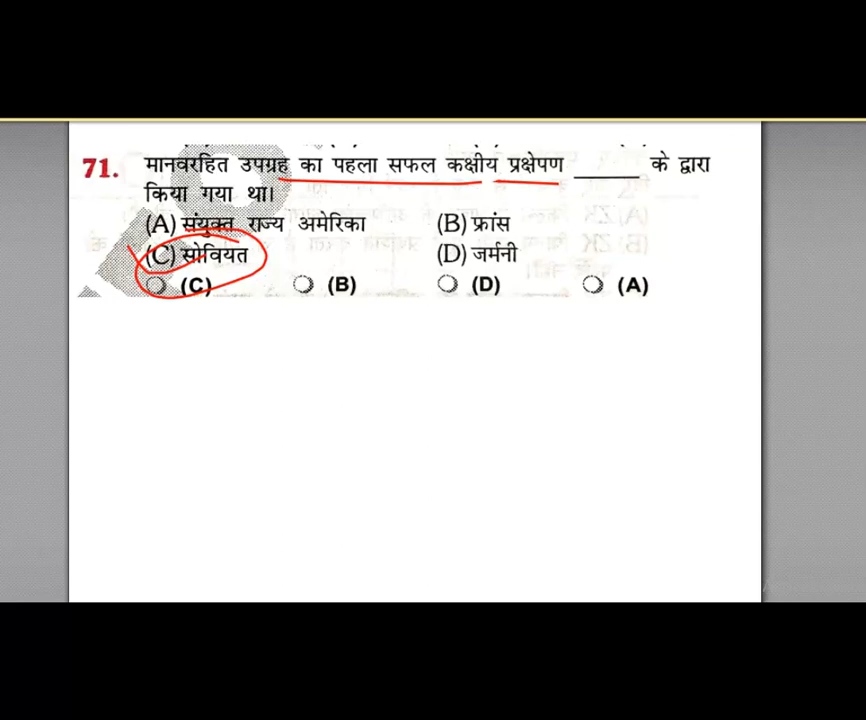 71. मानवरहित उपग्रह का पहला सफल कक्षीय प्रक्षेपण ______ के द्वारा
किया गया था।
(A) संयुक्त राज्य अमेरिका (B) फ्रांस
(C) सोवियत (D) जर्मनी
(C) (B) (D) (A)